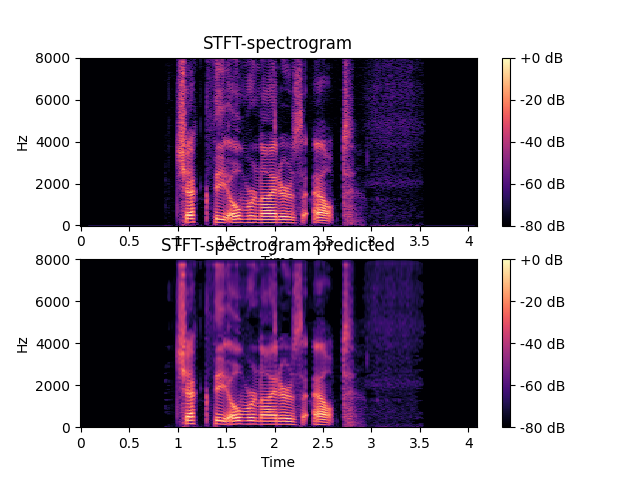 STFT-spectrogram
8000
6000
4000
2000
0
Hz
0 0.5 1 1.5 2 2.5 3 3.5 4
Time
+0 dB
-20 dB
-40 dB
-60 dB
-80 dB
STFT-spectrogram predicted
8000
6000
4000
2000
0
Hz
0 0.5 1 1.5 2 2.5 3 3.5 4
Time
+0 dB
-20 dB
-40 dB
-60 dB
-80 dB